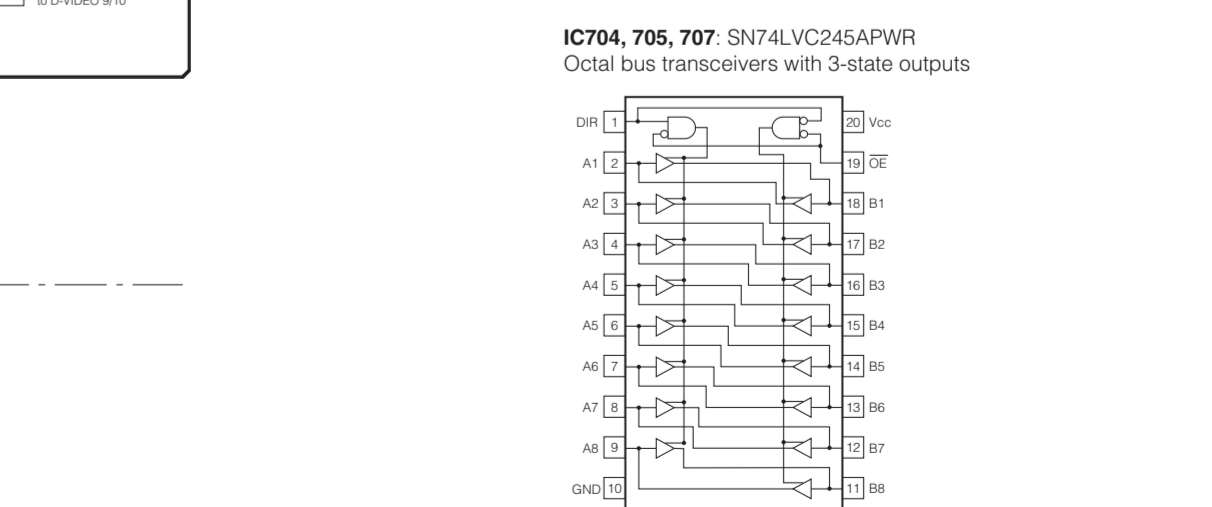 to D-VIDEO 9/10
IC704, 705, 707: SN74LVC245APWR
Octal bus transceivers with 3-state outputs
DIR 1 20 Vcc
A1 2 19 OE
A2 3 18 B1
A3 4 17 B2
A4 5 16 B3
A5 6 15 B4
A6 7 14 B5
A7 8 13 B6
A8 9 12 B7
GND 10 11 B8